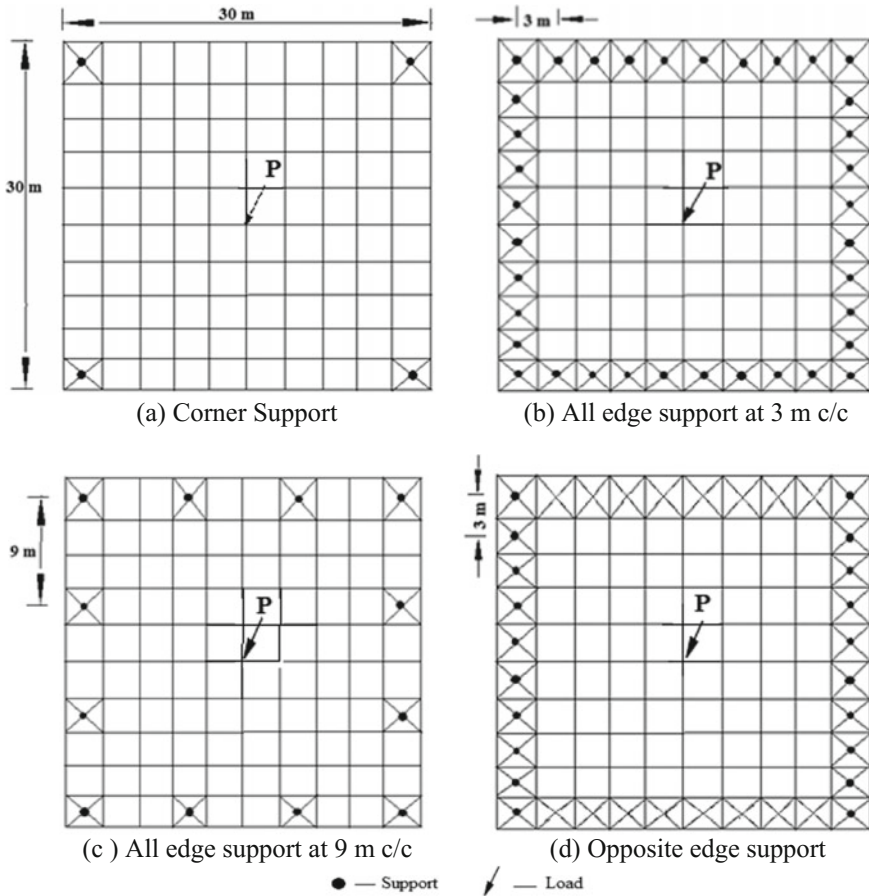 30 m
3 m
30 m
P
P
(a) Corner Support
(b) All edge support at 3 m c/c
9 m
3 m
P
P
(c ) All edge support at 9 m c/c
(d) Opposite edge support
— Support
— Load